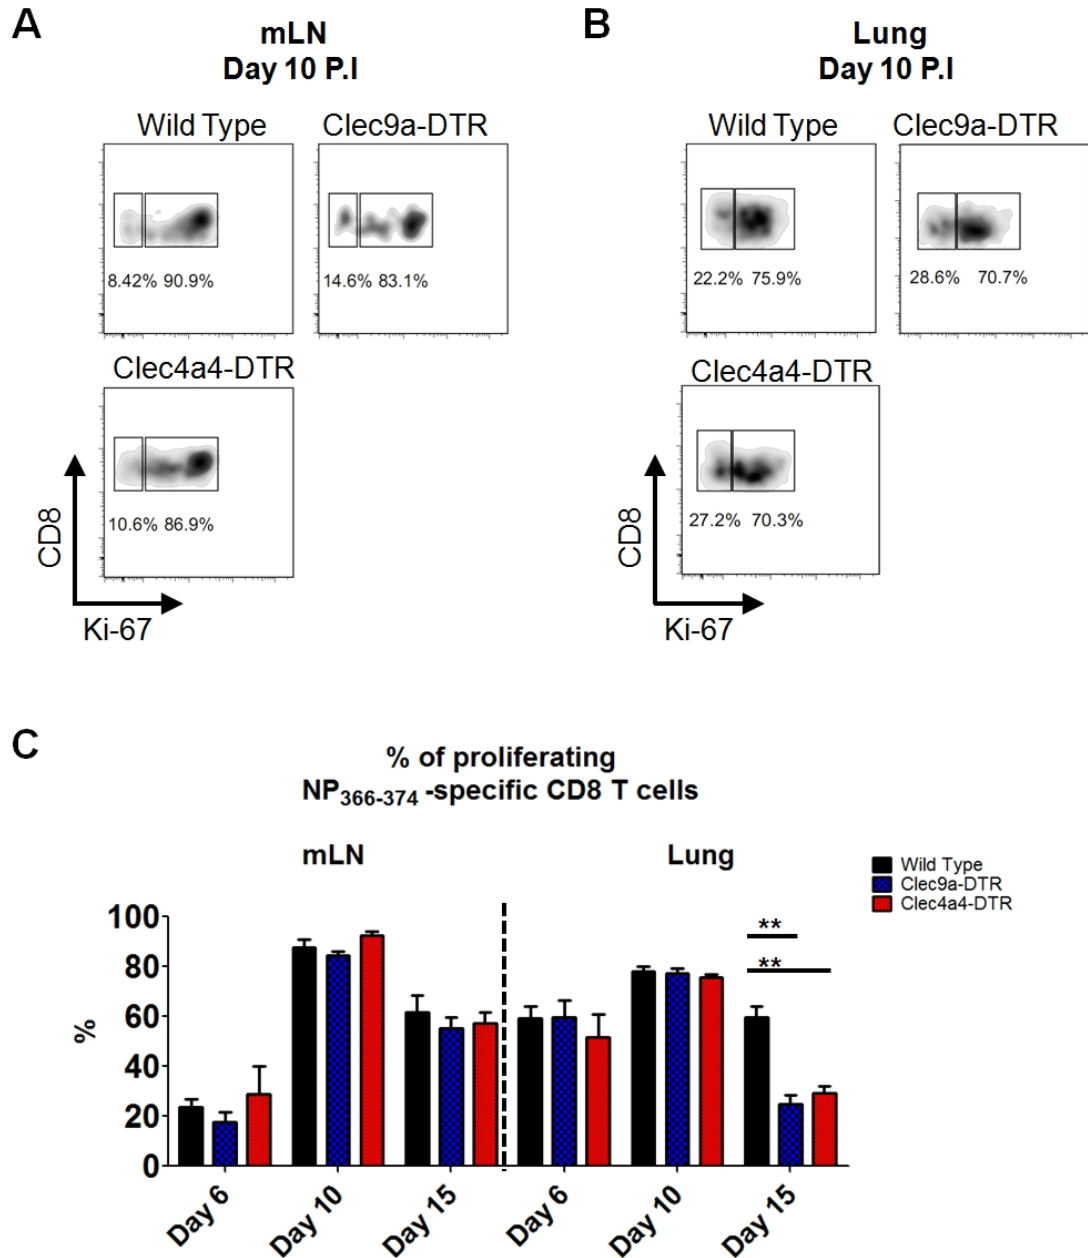 A
mLN
Day 10 P.I
Wild Type
Clec9a-DTR
8.42% 90.9%
14.6% 83.1%
Clec4a4-DTR
10.6% 86.9%
CD8
Ki-67
B
Lung
Day 10 P.I
Wild Type
Clec9a-DTR
22.2% 75.9%
28.6% 70.7%
Clec4a4-DTR
27.2% 70.3%
CD8
Ki-67
C
% of proliferating
NP366-374 -specific CD8 T cells
mLN
Lung
Wild Type
Clec9a-DTR
Clec4a4-DTR
**
**
%
100
80
60
40
20
0
Day 6
Day 10
Day 15
Day 6
Day 10
Day 15